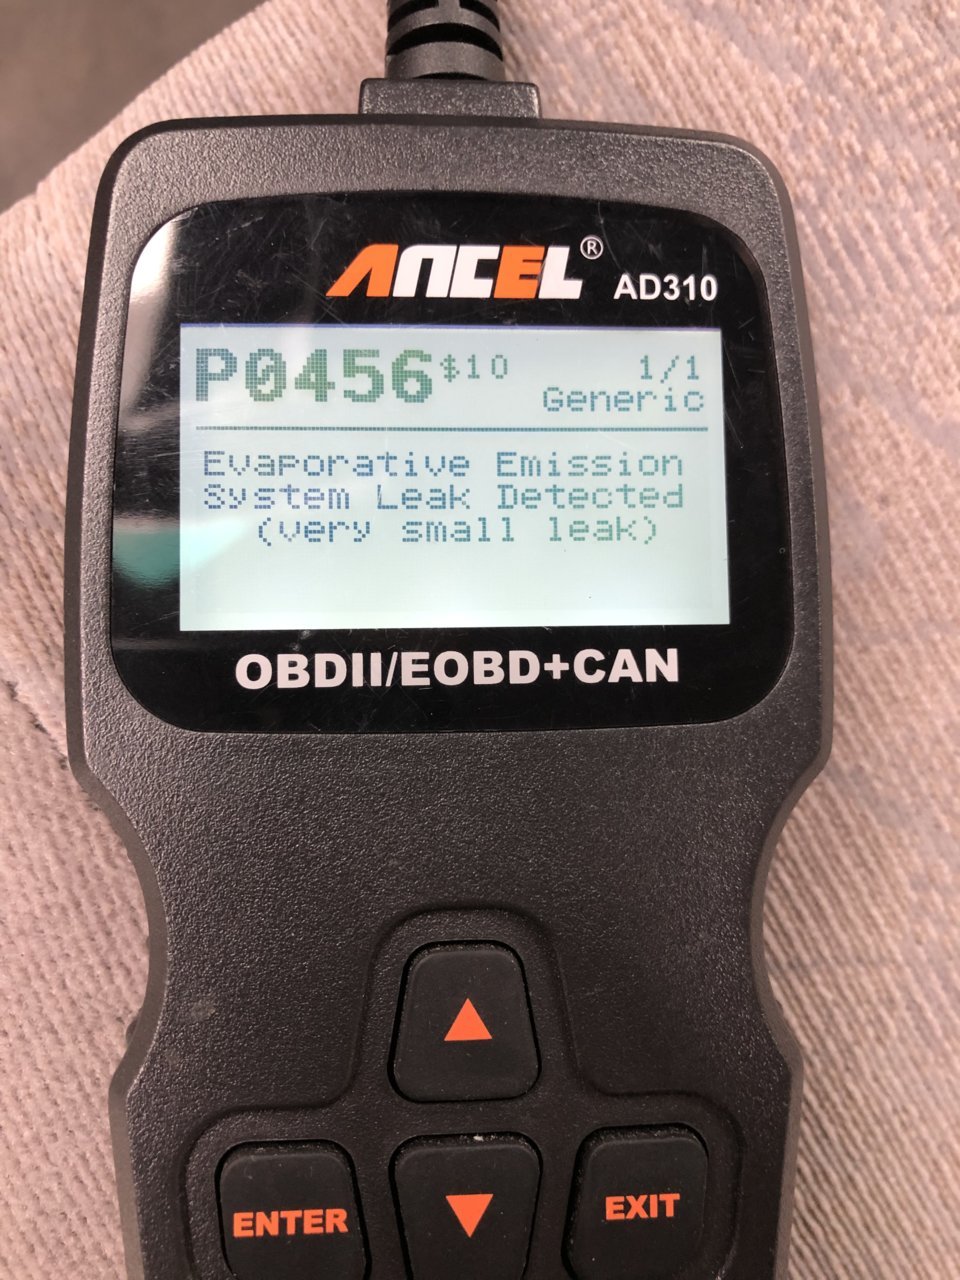 ANCEL® AD310
P0456 $10 1/1
Generic
Evaporative Emission
System Leak Detected
(very small leak)
OBDII/EOBD+CAN
ENTER
EXIT